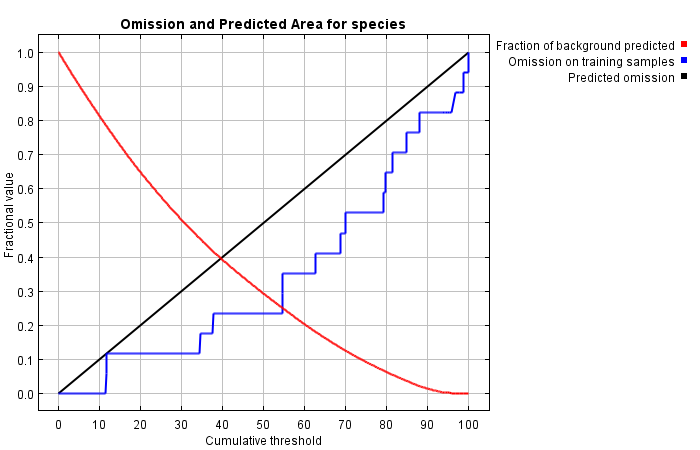 Omission and Predicted Area for species
Fraction of background predicted
Omission on training samples
Predicted omission
Fractional value
1.0
0.9
0.8
0.7
0.6
0.5
0.4
0.3
0.2
0.1
0.0
0 10 20 30 40 50 60 70 80 90 100
Cumulative threshold